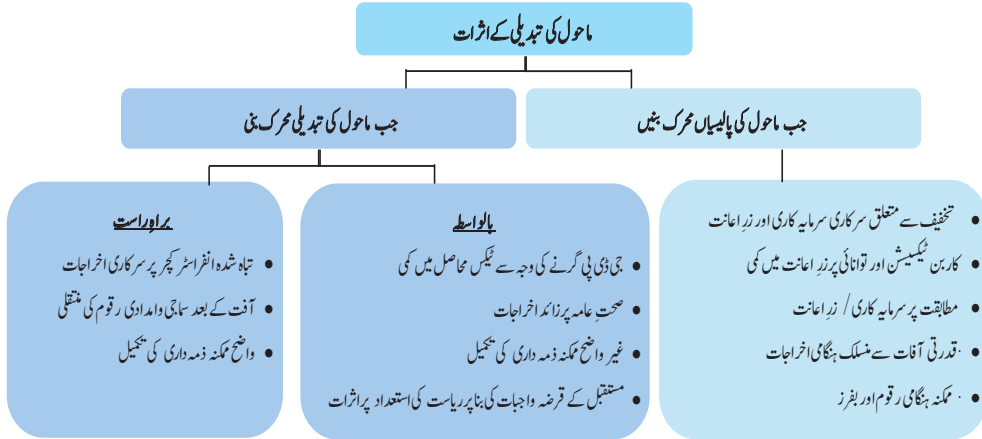 ماحول کی تبدیلی کے اثرات
جب ماحول کی پالیسیاں محرک بنیں
جب ماحول کی تبدیلی محرک بنی
• تخفیف سے متعلق سرکاری سرمایہ کاری اور زرِ اعانت
• کاربن ٹیکسیشن اور توانائی پر زرِ اعانت میں کمی
• مطابقت پر سرمایہ کاری / زرِ اعانت
• قدرتی آفات سے منسلک ہنگامی اخراجات
• ممکنہ ہنگامی رقوم اور بفرز
بالواسطہ
• جی ڈی پی گرنے کی وجہ سے ٹیکس محاصل میں کمی
• صحتِ عامہ پر زائد اخراجات
• غیر واضح ممکنہ ذمہ داری کی تکمیل
• مستقبل کے قرضہ واجبات کی بنا پر ریاست کی استعداد پر اثرات
براہِ راست
• تباہ شدہ انفراسٹرکچر پر سرکاری اخراجات
• آفت کے بعد سماجی و امدادی رقوم کی منتقلی
• واضح ممکنہ ذمہ داری کی تکمیل